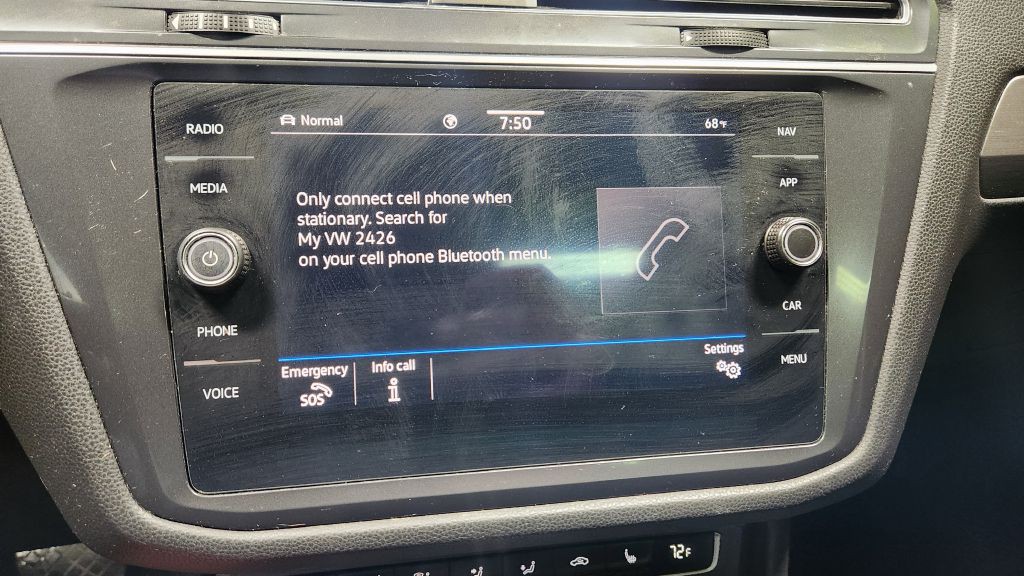 RADIO
MEDIA
PHONE
VOICE
Normal
7:50
68°F
Only connect cell phone when
stationary. Search for
My VW 2426
on your cell phone Bluetooth menu.
Emergency
SOS
Info call
i
Settings
NAV
APP
CAR
MENU
72°F